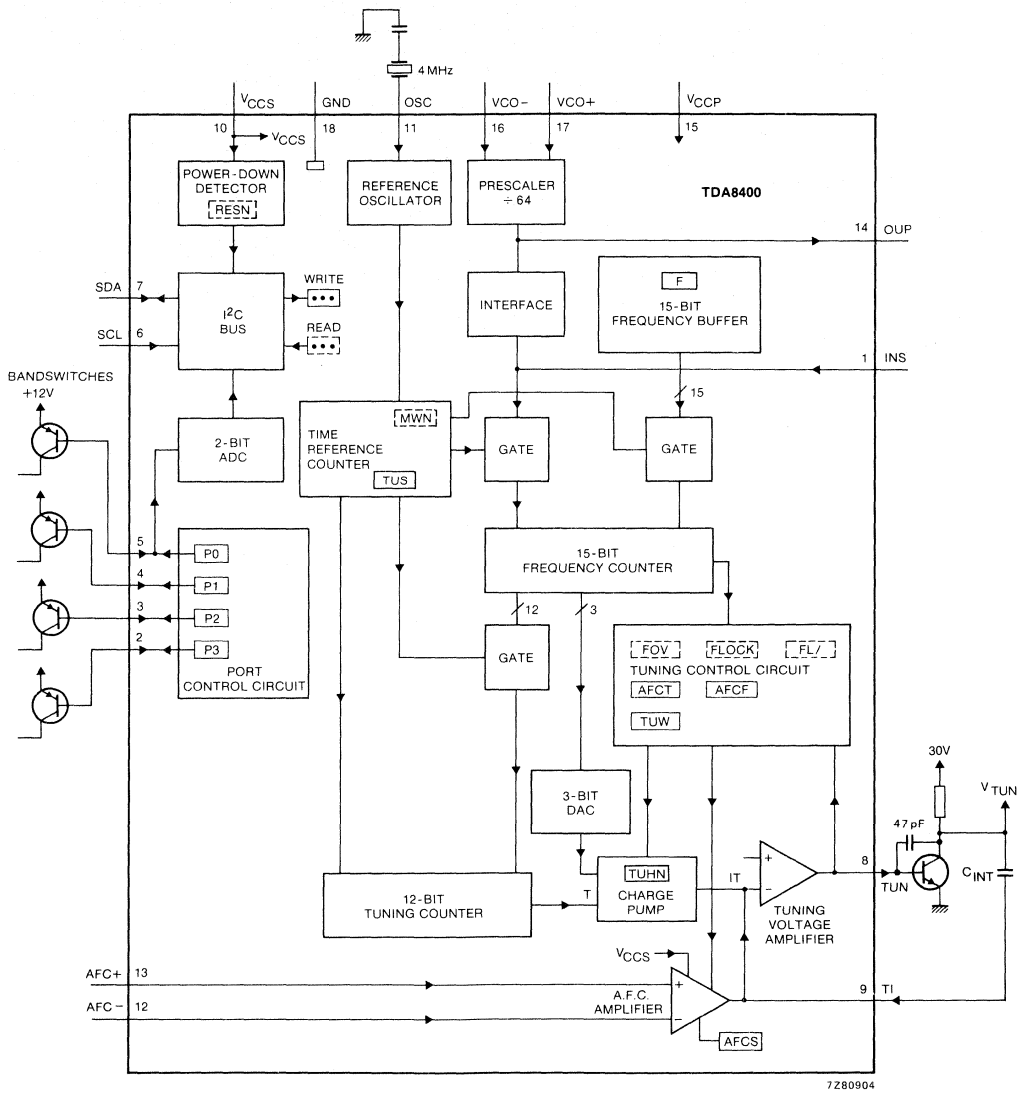 4 MHz
VCCS
GND
OSC
VCO−
VCO+
VCCP
10
VCCS
18
11
16
17
15
POWER-DOWN
DETECTOR
RESN
REFERENCE
OSCILLATOR
PRESCALER
÷ 64
TDA8400
14 OUP
SDA 7
SCL 6
I²C
BUS
WRITE
READ
INTERFACE
F
15-BIT
FREQUENCY BUFFER
1 INS
15
BANDSWITCHES
+12V
2-BIT
ADC
TIME
REFERENCE
COUNTER
MWN
TUS
GATE
GATE
5
P0
4
P1
3
P2
2
P3
PORT
CONTROL CIRCUIT
15-BIT
FREQUENCY COUNTER
12
3
GATE
FOV
FLOCK
FL/
TUNING CONTROL CIRCUIT
AFCT
AFCF
TUW
3-BIT
DAC
30V
VTUN
47pF
8
TUN
CINT
12-BIT
TUNING COUNTER
T
TUHN
CHARGE
PUMP
IT
+
−
TUNING
VOLTAGE
AMPLIFIER
VCCS
AFC+ 13
AFC− 12
+
−
A.F.C.
AMPLIFIER
AFCS
9 TI
7Z80904